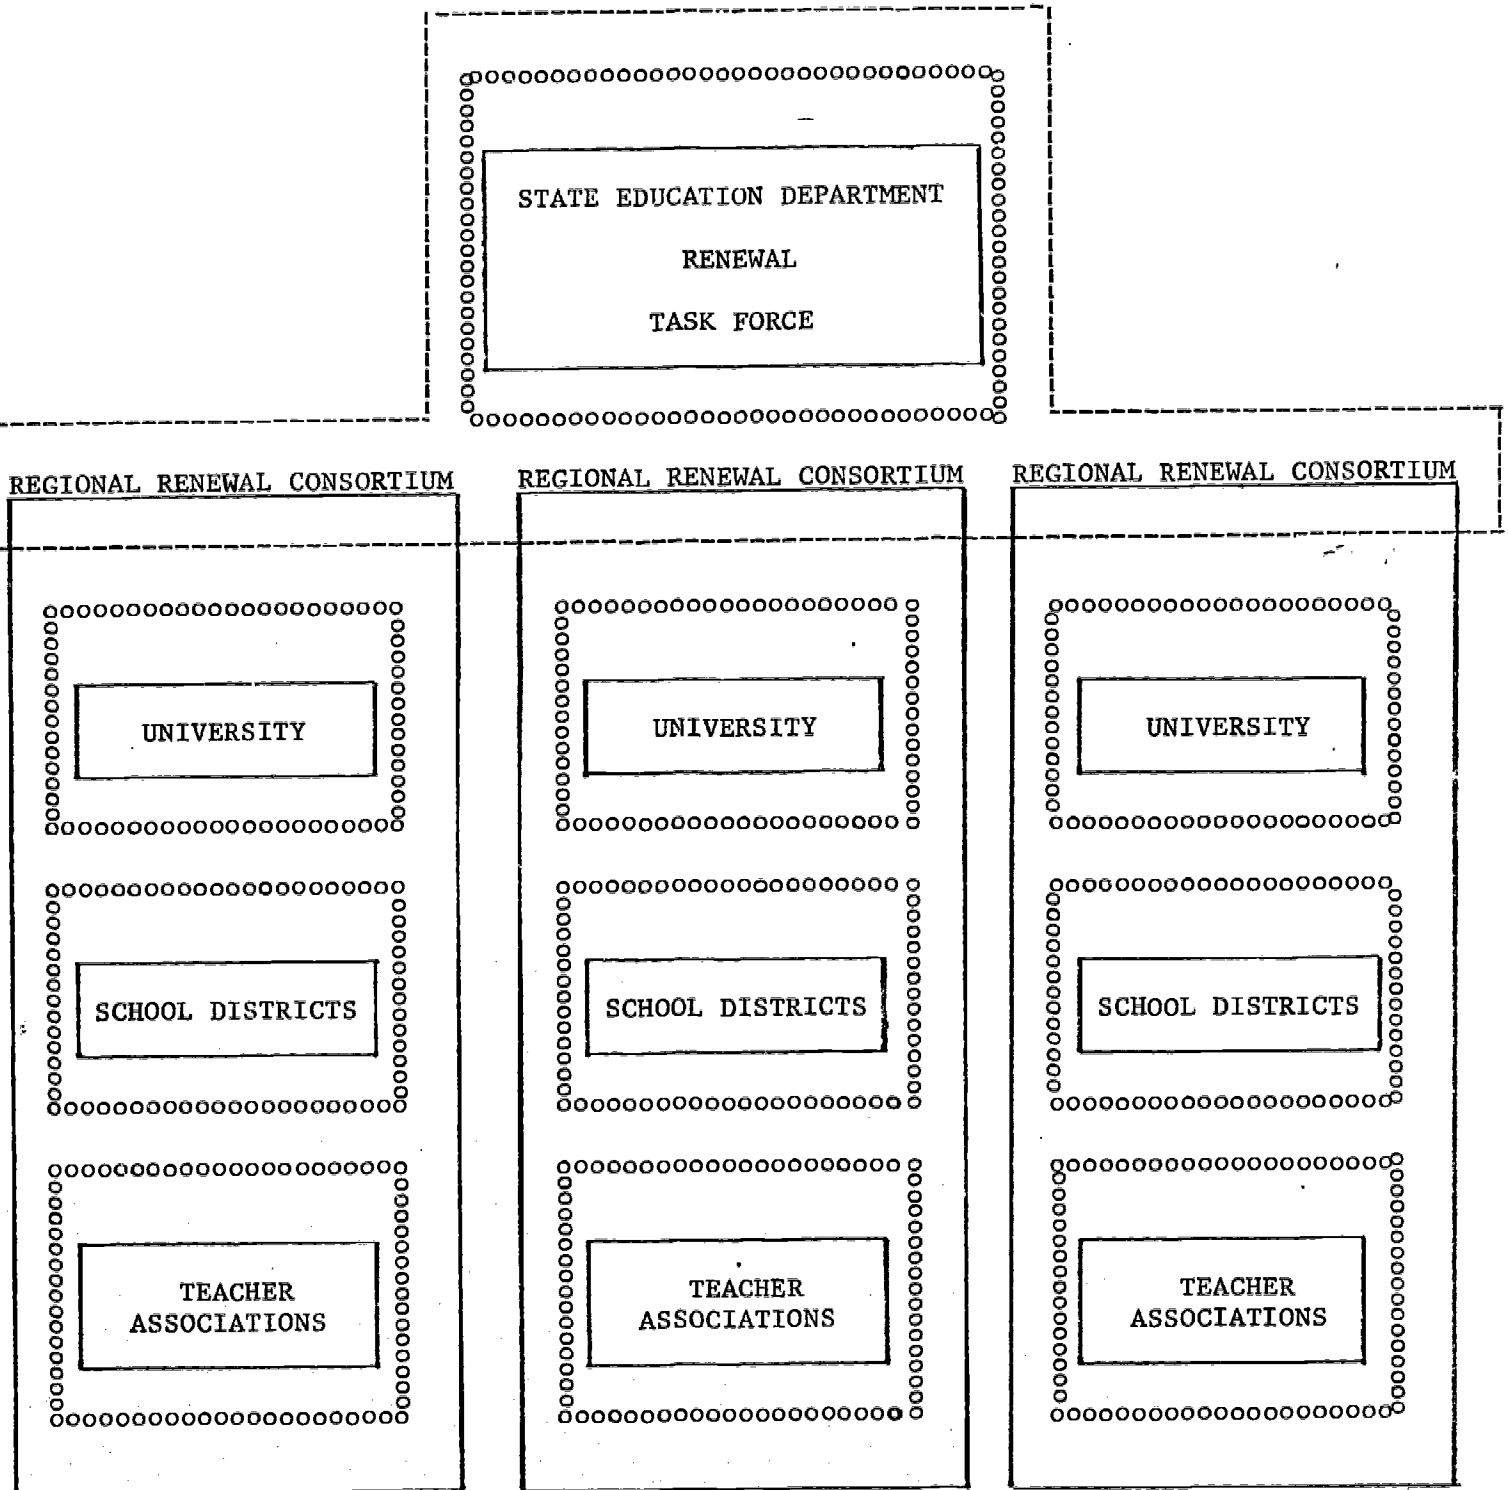 STATE EDUCATION DEPARTMENT
RENEWAL
TASK FORCE
REGIONAL RENEWAL CONSORTIUM
REGIONAL RENEWAL CONSORTIUM
REGIONAL RENEWAL CONSORTIUM
UNIVERSITY
UNIVERSITY
UNIVERSITY
SCHOOL DISTRICTS
SCHOOL DISTRICTS
SCHOOL DISTRICTS
TEACHER
ASSOCIATIONS
TEACHER
ASSOCIATIONS
TEACHER
ASSOCIATIONS